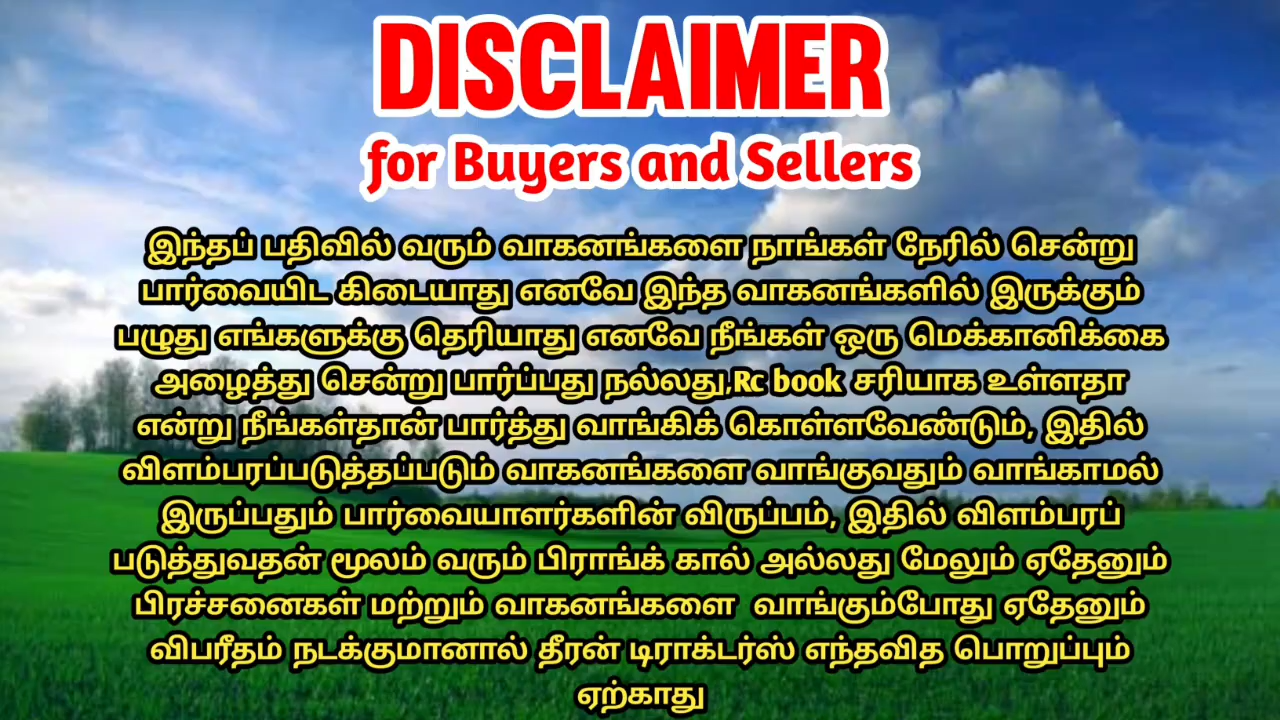 DISCLAIMER
for Buyers and Sellers
இந்தப் பதிவில் வரும் வாகனங்களை நாங்கள் நேரில் சென்று
பார்வையிட கிடையாது எனவே இந்த வாகனங்களில் இருக்கும்
பழுது எங்களுக்கு தெரியாது எனவே நீங்கள் ஒரு மெக்கானிக்கை
அழைத்து சென்று பார்ப்பது நல்லது,Rc book சரியாக உள்ளதா
என்று நீங்கள்தான் பார்த்து வாங்கிக் கொள்ளவேண்டும், இதில்
விளம்பரப்படுத்தப்படும் வாகனங்களை வாங்குவதும் வாங்காமல்
இருப்பதும் பார்வையாளர்களின் விருப்பம், இதில் விளம்பரப்
படுத்துவதன் மூலம் வரும் பிராங்க் கால் அல்லது மேலும் ஏதேனும்
பிரச்சனைகள் மற்றும் வாகனங்களை வாங்கும்போது ஏதேனும்
விபரீதம் நடக்குமானால் தீரன் டிராக்டர்ஸ் எந்தவித பொறுப்பும்
ஏற்காது